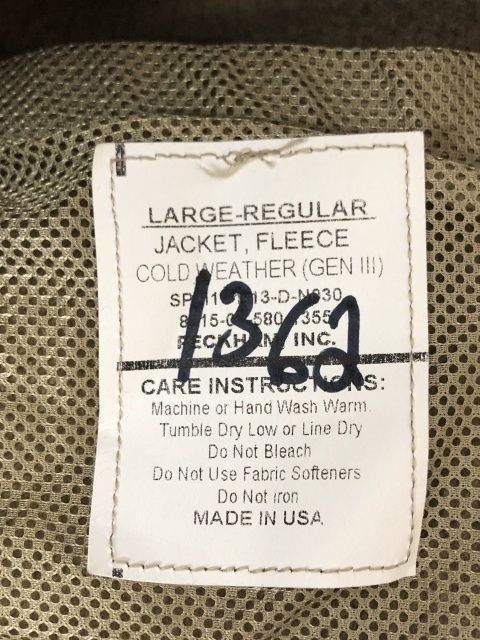 LARGE-REGULAR
JACKET, FLEECE
COLD WEATHER (GEN III)
1362
PECKHAM, INC.
CARE INSTRUCTIONS:
Machine or Hand Wash Warm.
Tumble Dry Low or Line Dry
Do Not Bleach
Do Not Use Fabric Softeners
Do Not Iron
MADE IN USA